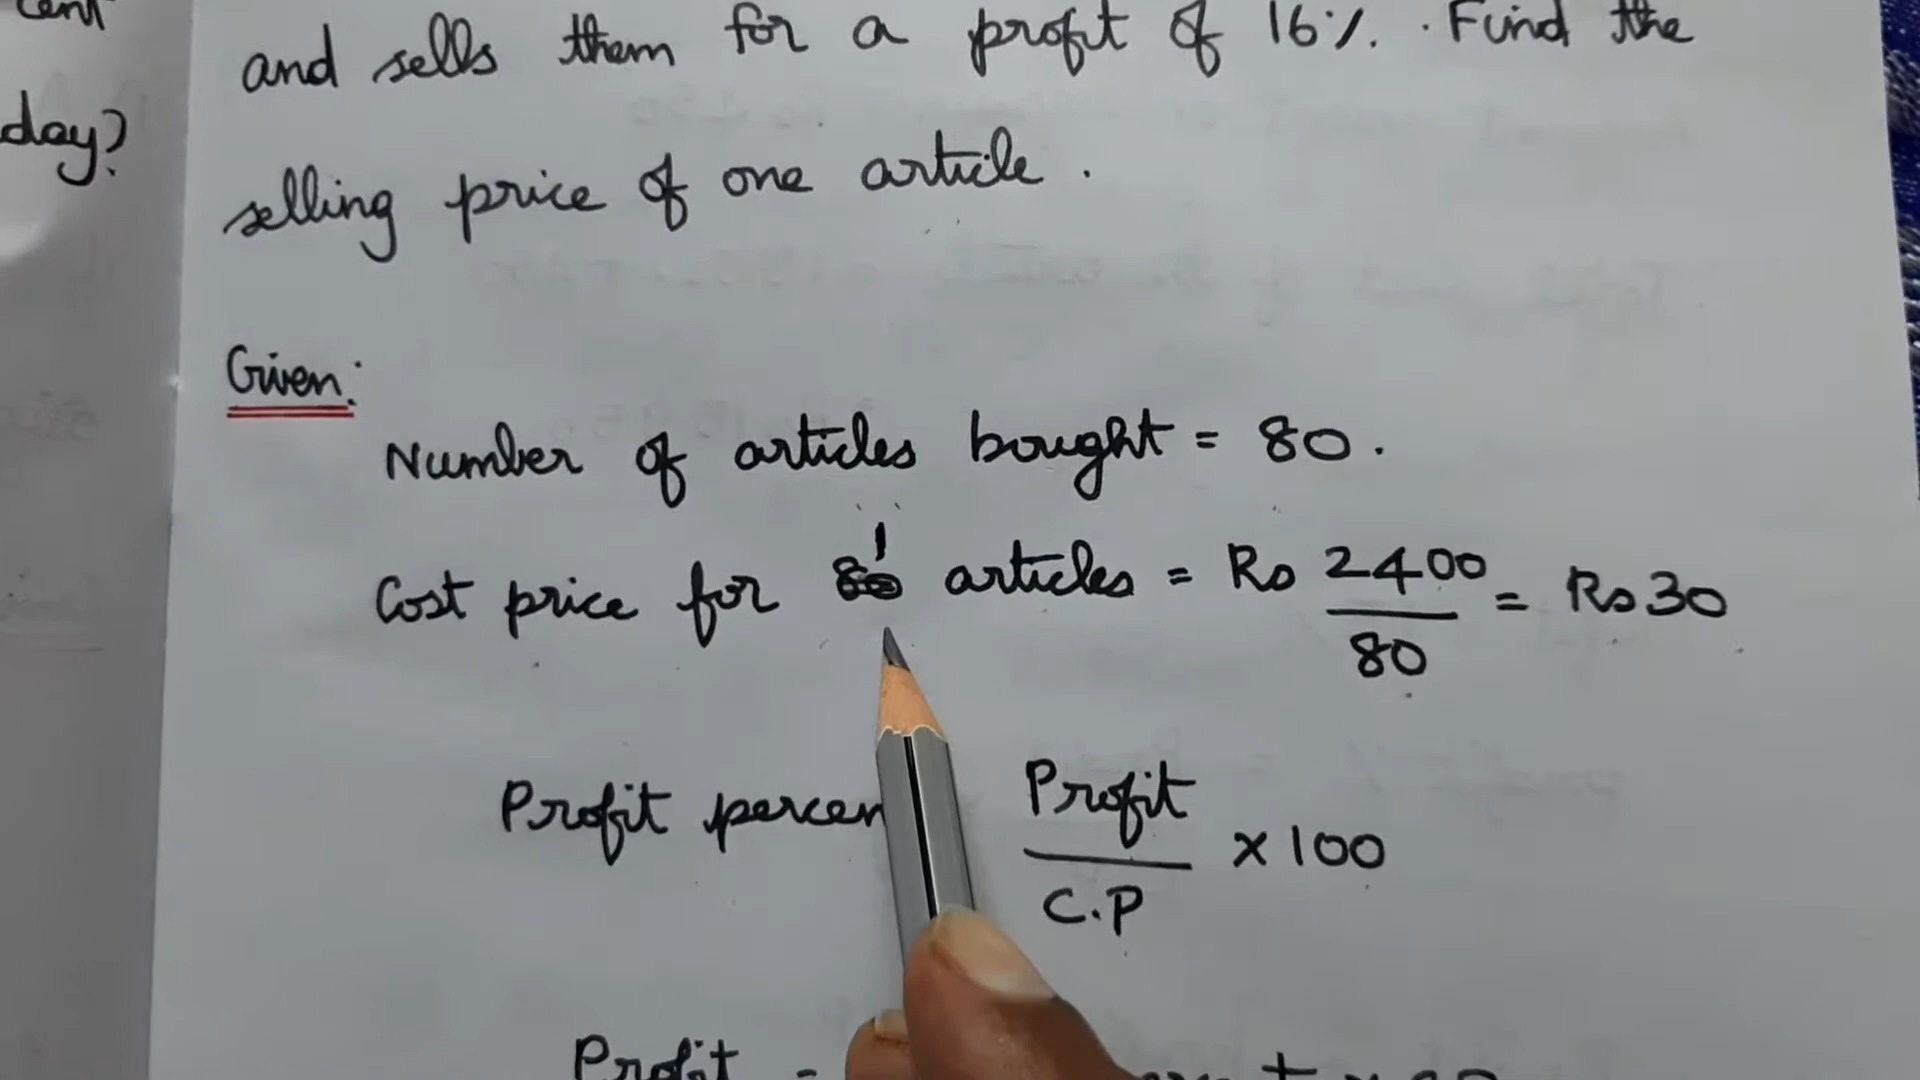 and sells them for a profit of 16%. Find the
day?
selling price of one article.
Given:
Number of articles bought = 80.
Cost price for 1 articles = Rs 2400/80 = Rs 30
Profit percen Profit/C.P × 100
Profit =